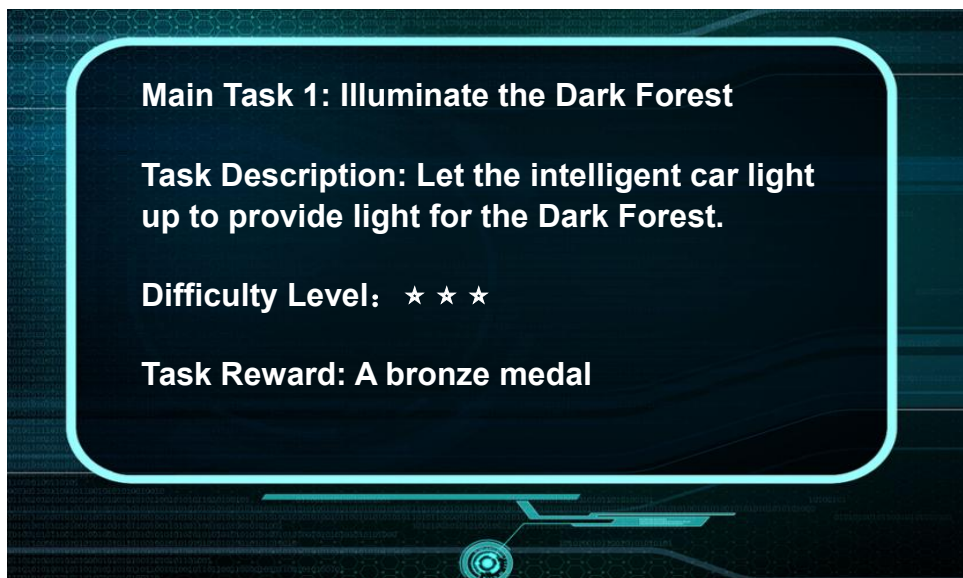 Main Task 1: Illuminate the Dark Forest
Task Description: Let the intelligent car light
up to provide light for the Dark Forest.
Difficulty Level：★ ★ ★
Task Reward: A bronze medal